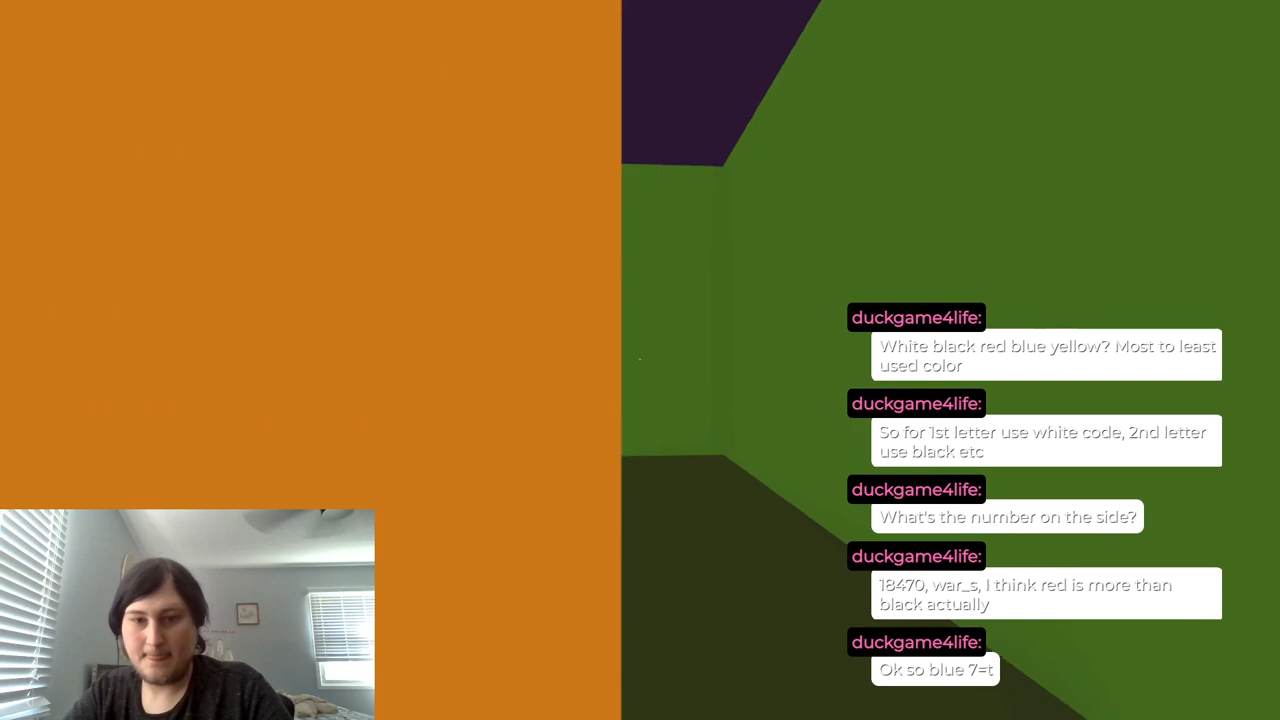 duckgame4life:
White black red blue yellow? Most to least
used color
duckgame4life:
So for 1st letter use white code, 2nd letter
use black etc
duckgame4life:
What's the number on the side?
duckgame4life:
18470, war_s, I think red is more than
black actually
duckgame4life:
Ok so blue 7=t